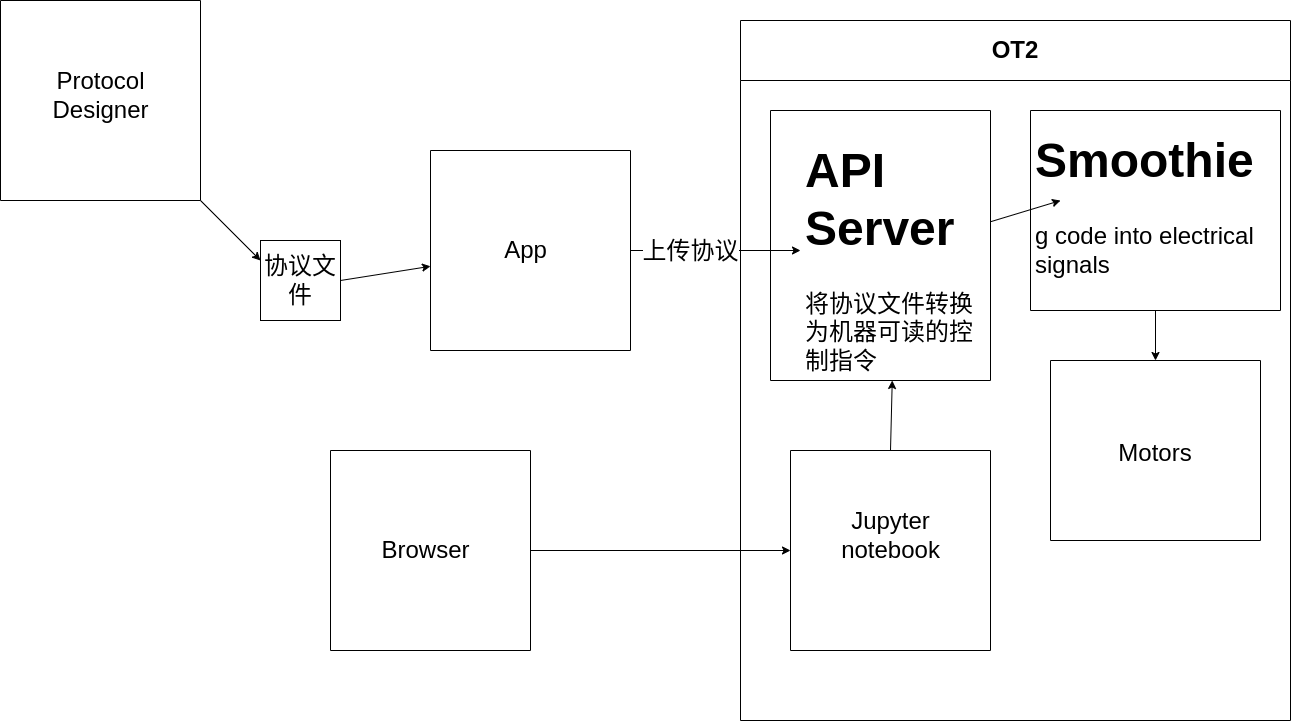 Protocol
Designer
协议文
件
App
上传协议
OT2
API
Server
将协议文件转换
为机器可读的控
制指令
Smoothie
g code into electrical
signals
Motors
Browser
Jupyter
notebook